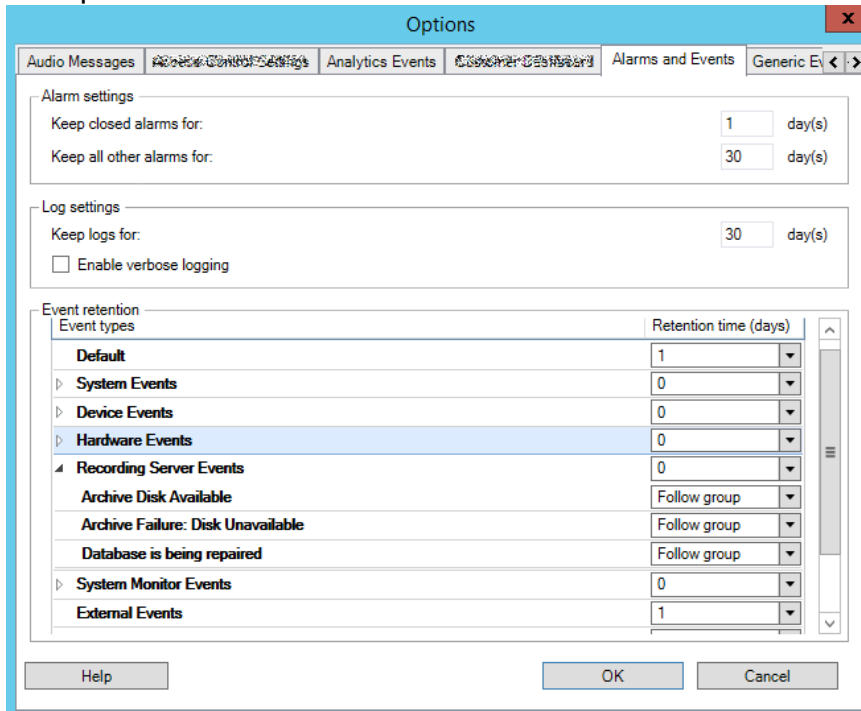 Options
x
Audio Messages Analytics Events Alarms and Events Generic Ev
Alarm settings
Keep closed alarms for: 1 day(s)
Keep all other alarms for: 30 day(s)
Log settings
Keep logs for: 30 day(s)
Enable verbose logging
Event retention
Event types Retention time (days)
Default 1
System Events 0
Device Events 0
Hardware Events 0
Recording Server Events 0
Archive Disk Available Follow group
Archive Failure: Disk Unavailable Follow group
Database is being repaired Follow group
System Monitor Events 0
External Events 1
Help OK Cancel